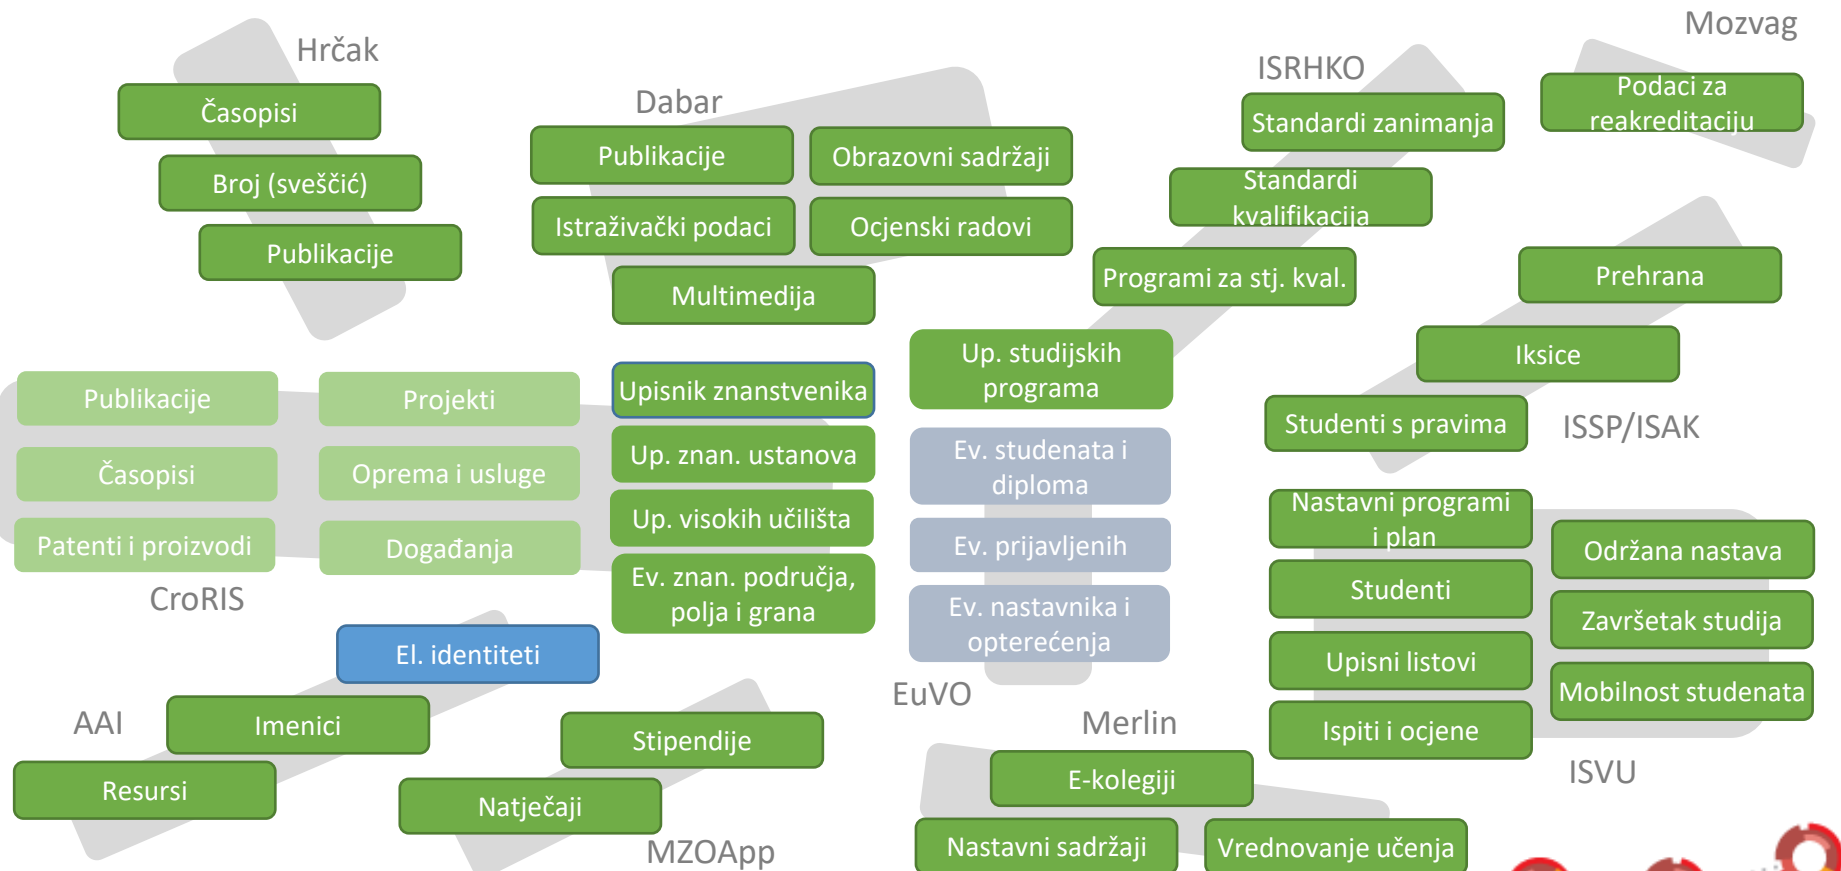 Hrčak
Časopisi
Broj (sveščić)
Publikacije
Dabar
Publikacije
Obrazovni sadržaji
Istraživački podaci
Ocjenski radovi
Multimedija
ISRHKO
Standardi zanimanja
Standardi
kvalifikacija
Programi za stj. kval.
Mozvag
Podaci za
reakreditaciju
Prehrana
Iksice
Studenti s pravima
ISSP/ISAK
Publikacije
Projekti
Upisnik znanstvenika
Časopisi
Oprema i usluge
Up. znan. ustanova
Patenti i proizvodi
Događanja
Up. visokih učilišta
Ev. znan. područja,
polja i grana
CroRIS
Up. studijskih
programa
Ev. studenata i
diploma
Ev. prijavljenih
Ev. nastavnika i
opterećenja
EuVO
Nastavni programi
i plan
Održana nastava
Studenti
Završetak studija
Upisni listovi
Mobilnost studenata
Ispiti i ocjene
ISVU
El. identiteti
AAI
Imenici
Resursi
Stipendije
Natječaji
MZOApp
Merlin
E-kolegiji
Nastavni sadržaji
Vrednovanje učenja